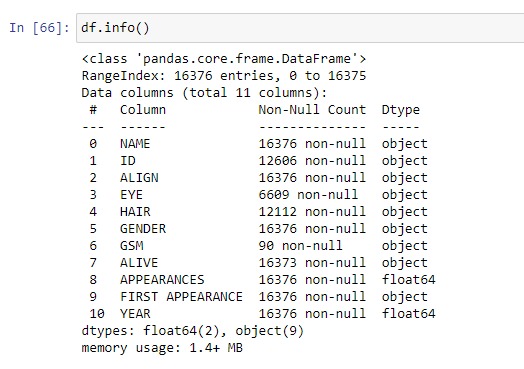 In [66]: df.info()
<class 'pandas.core.frame.DataFrame'>
RangeIndex: 16376 entries, 0 to 16375
Data columns (total 11 columns):
 #   Column            Non-Null Count  Dtype
---  ------            --------------  -----
 0   NAME              16376 non-null  object
 1   ID                12606 non-null  object
 2   ALIGN             16376 non-null  object
 3   EYE               6609 non-null   object
 4   HAIR              12112 non-null  object
 5   GENDER            16376 non-null  object
 6   GSM               90 non-null     object
 7   ALIVE             16373 non-null  object
 8   APPEARANCES       16376 non-null  float64
 9   FIRST APPEARANCE  16376 non-null  object
 10  YEAR              16376 non-null  float64
dtypes: float64(2), object(9)
memory usage: 1.4+ MB